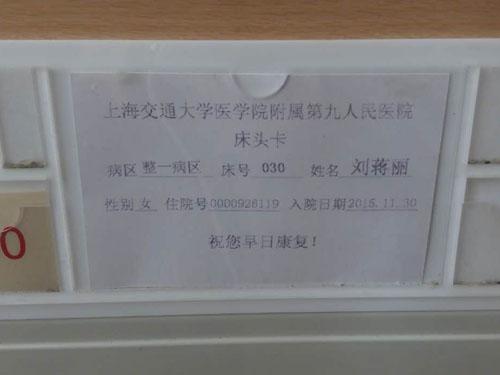 上海交通大学医学院附属第九人民医院
床头卡
病区 整一病区 床号 030 姓名 刘蒋丽
性别 女 住院号 0000926119 入院日期 2015.11.30
祝您早日康复!
0